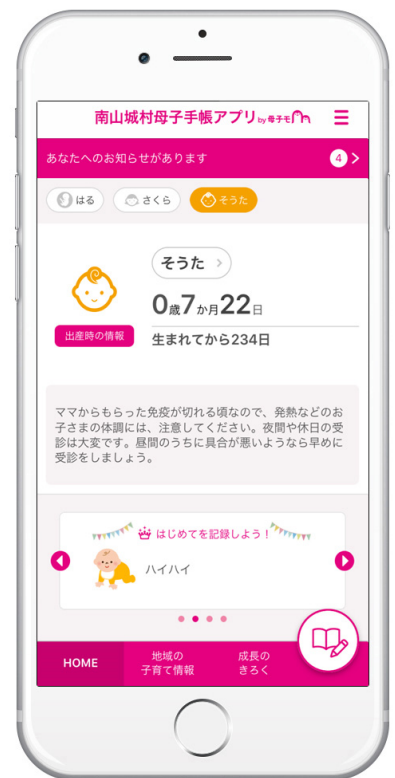 南山城村母子手帳アプリby母子モ
あなたへのお知らせがあります 4
はる さくら そうた
そうた
0歳7か月22日
出産時の情報
生まれてから234日
ママからもらった免疫が切れる頃なので、発熱などのお
子さまの体調には、注意してください。夜間や休日の受
診は大変です。昼間のうちに具合が悪いようなら早めに
受診をしましょう。
はじめてを記録しよう！
ハイハイ
HOME
地域の
子育て情報
成長の
きろく